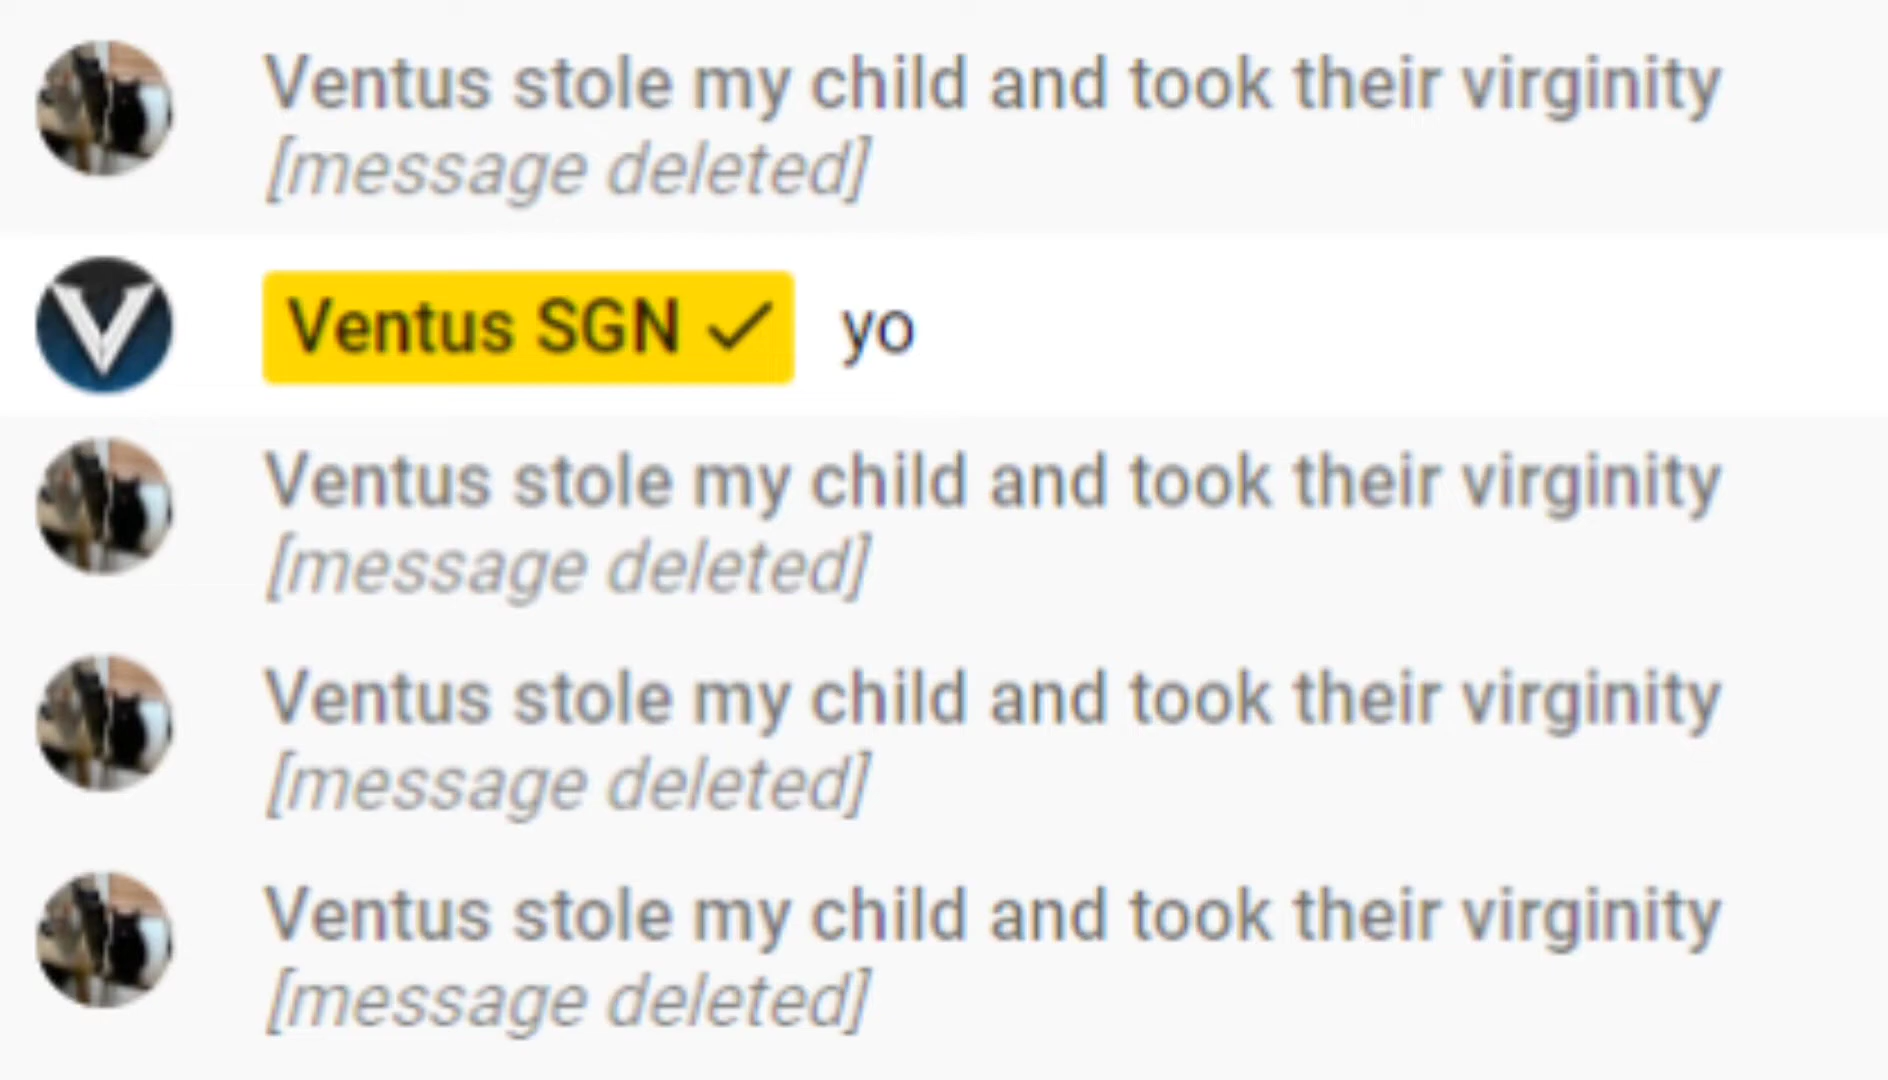 Ventus stole my child and took their virginity
[message deleted]
Ventus SGN ✓ yo
Ventus stole my child and took their virginity
[message deleted]
Ventus stole my child and took their virginity
[message deleted]
Ventus stole my child and took their virginity
[message deleted]